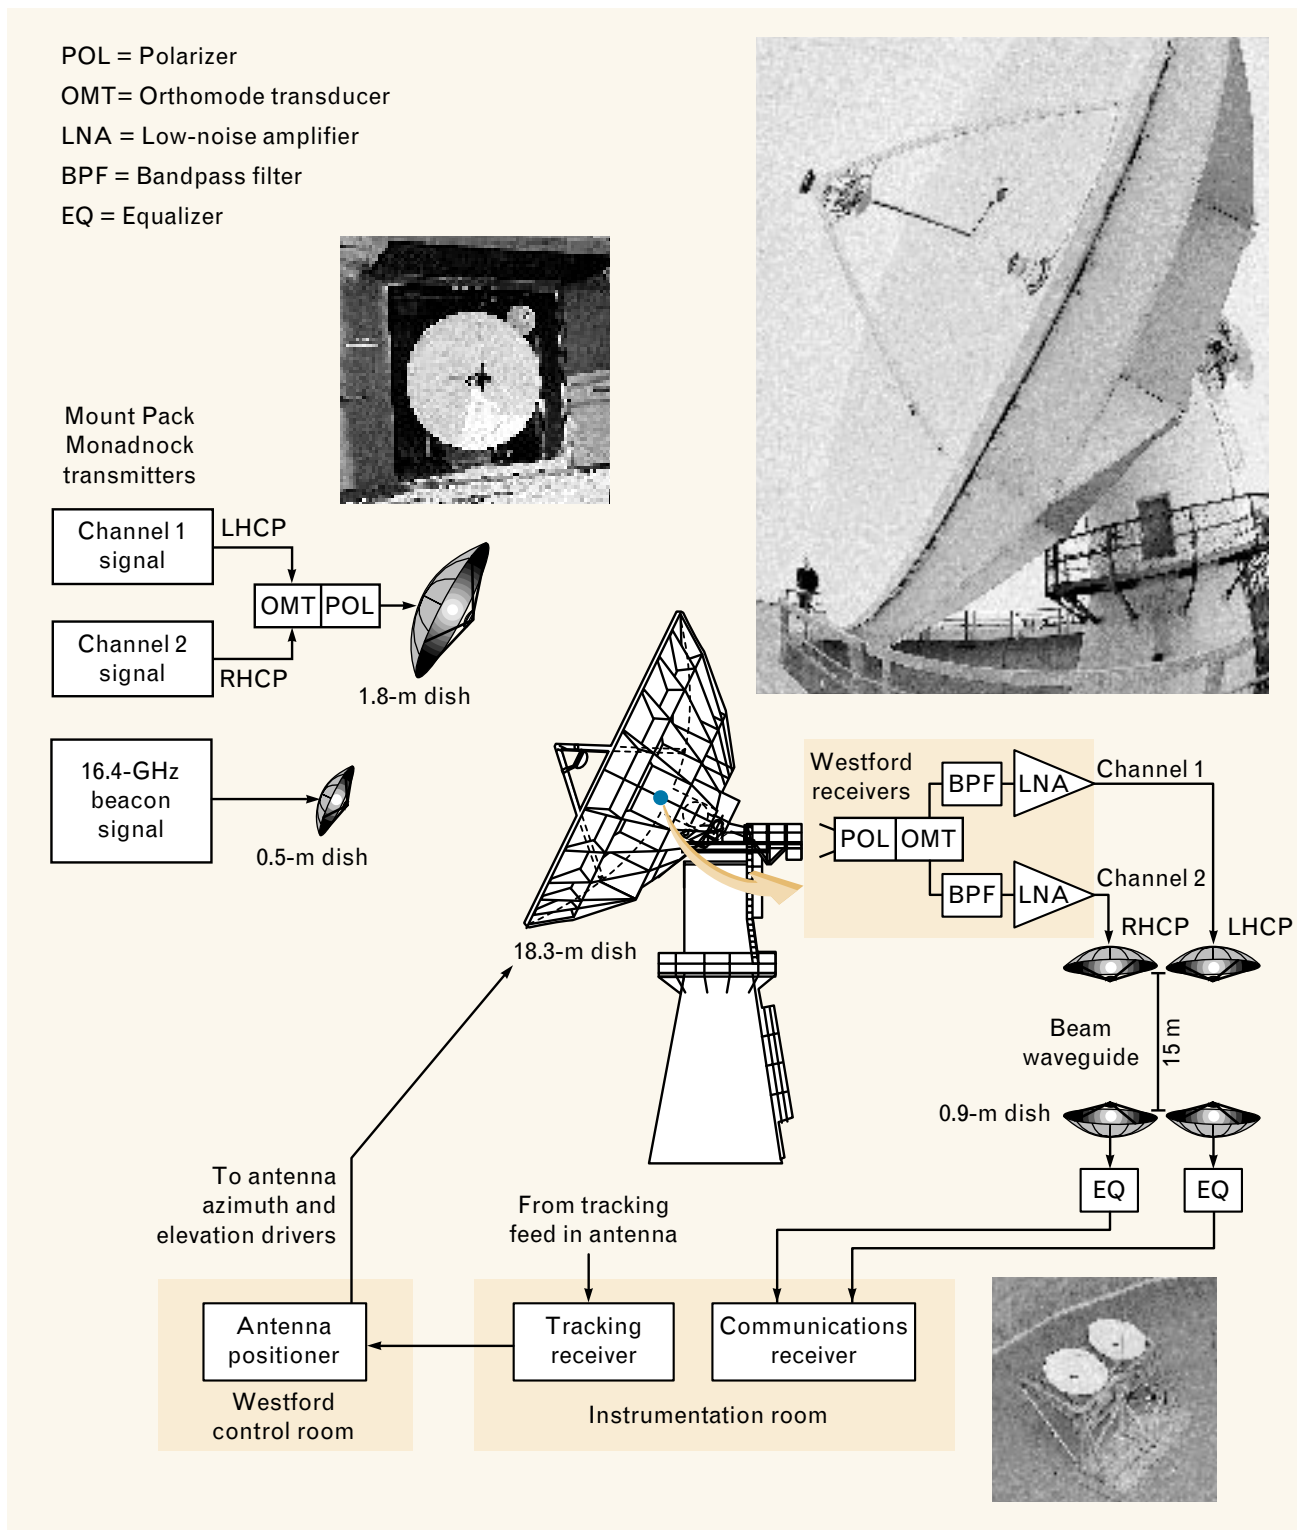 POL = Polarizer
OMT= Orthomode transducer
LNA = Low-noise amplifier
BPF = Bandpass filter
EQ = Equalizer
Mount Pack
Monadnock
transmitters
Channel 1
signal
LHCP
OMT POL
Channel 2
signal
RHCP
1.8-m dish
16.4-GHz
beacon
signal
0.5-m dish
18.3-m dish
Westford
receivers
BPF LNA
Channel 1
POL OMT
BPF LNA
Channel 2
RHCP LHCP
Beam
waveguide
15 m
0.9-m dish
EQ EQ
To antenna
azimuth and
elevation drivers
From tracking
feed in antenna
Antenna
positioner
Tracking
receiver
Communications
receiver
Westford
control room
Instrumentation room